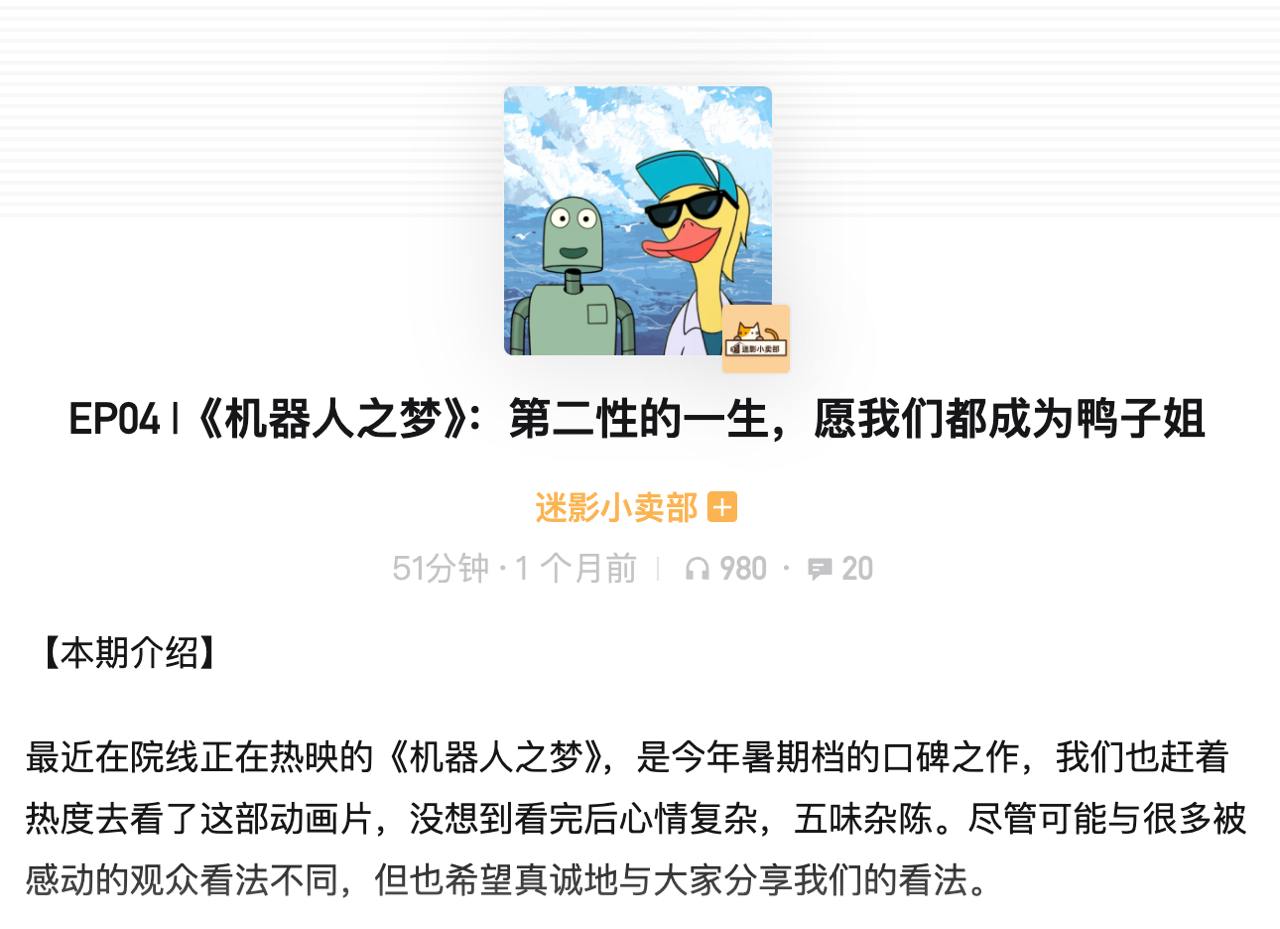 迷影小卖部
EP04 |《机器人之梦》：第二性的一生，愿我们都成为鸭子姐
迷影小卖部
51分钟 · 1 个月前 | 980 · 20
【本期介绍】
最近在院线正在热映的《机器人之梦》，是今年暑期档的口碑之作，我们也赶着
热度去看了这部动画片，没想到看完后心情复杂，五味杂陈。尽管可能与很多被
感动的观众看法不同，但也希望真诚地与大家分享我们的看法。